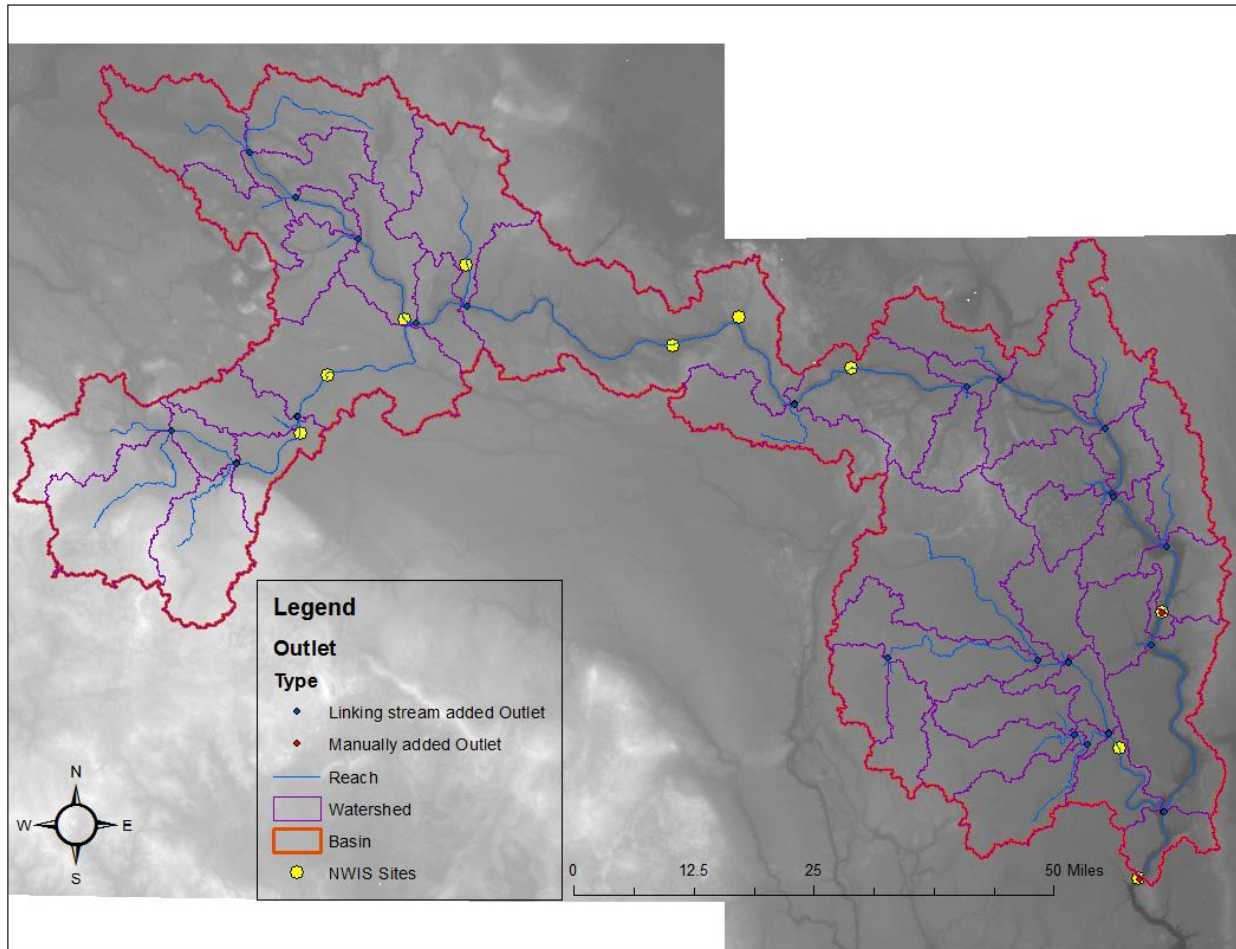 Legend
Outlet
Type
Linking stream added Outlet
Manually added Outlet
Reach
Watershed
Basin
NWIS Sites
N
W E
S
0 12.5 25 50 Miles